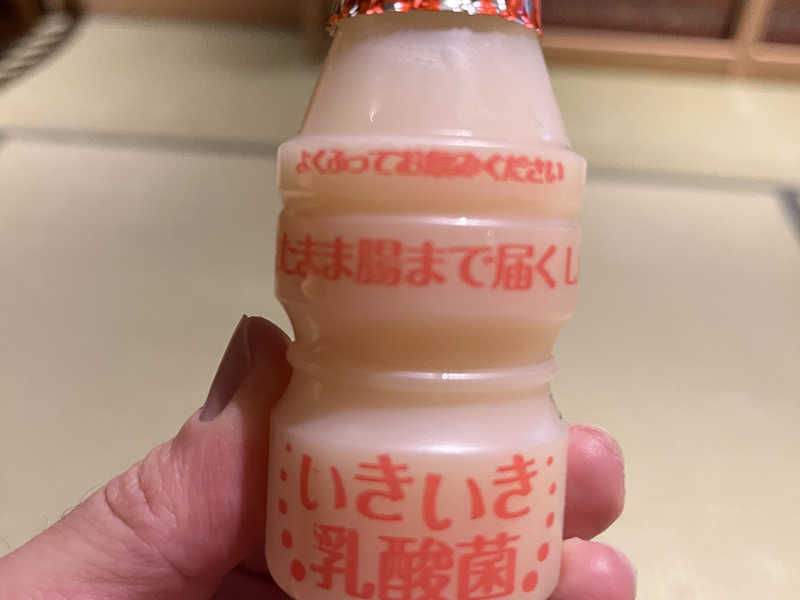 よくふってお飲みください
たまま腸まで届くし
いきいき
乳酸菌